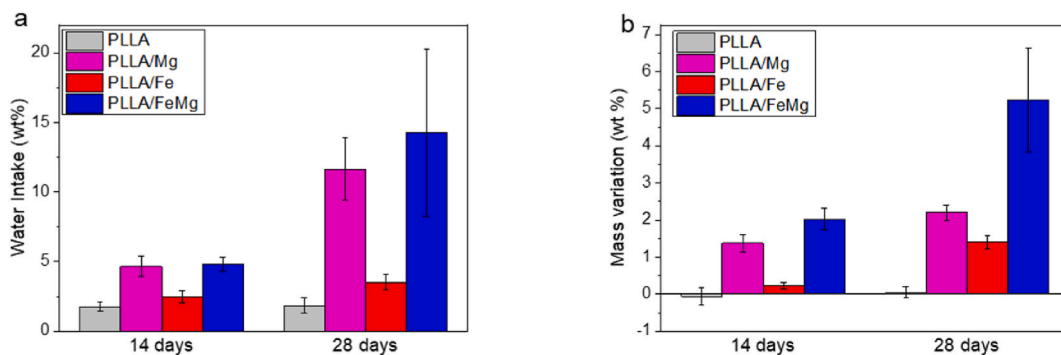 a
Water Intake (wt%)
20
15
10
5
0
PLLA
PLLA/Mg
PLLA/Fe
PLLA/FeMg
14 days
28 days
b
Mass variation (wt %)
7
6
5
4
3
2
1
0
-1
PLLA
PLLA/Mg
PLLA/Fe
PLLA/FeMg
14 days
28 days